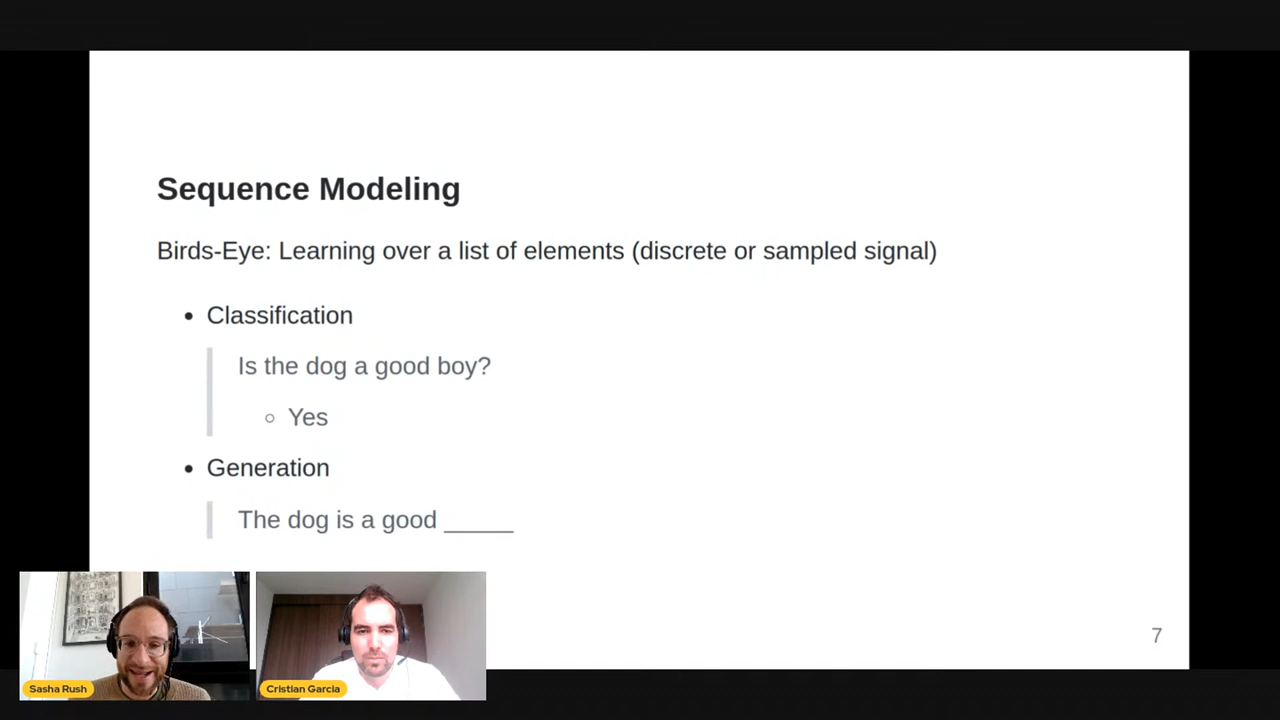 Sequence Modeling
Birds-Eye: Learning over a list of elements (discrete or sampled signal)
• Classification
Is the dog a good boy?
○ Yes
• Generation
The dog is a good _____
7
Sasha Rush
Cristian Garcia